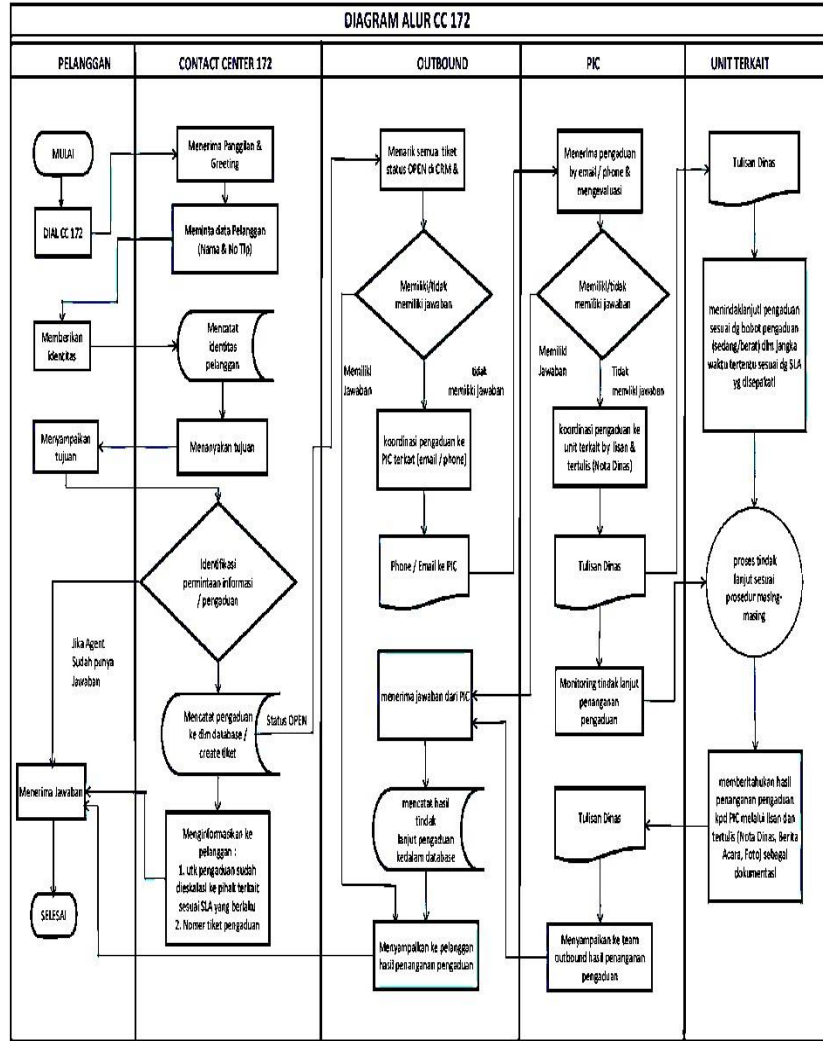 DIAGRAM ALUR CC 172
PELANGGAN
CONTACT CENTER 172
OUTBOUND
PIC
UNIT TERKAIT
MULAI
DIAL CC 172
Memberikan
identitas
Menyampaikan
tujuan
Jika Agent
Sudah punya
Jawaban
Menerima Jawaban
SELESAI
Menerima Panggilan &
Greeting
Meminta data Pelanggan
(Nama & No Tlp)
Mencatat
identitas
pelanggan
Menanyakan tujuan
Identifikasi
permintaan informasi
/ pengaduan
Mencatat pengaduan
ke dlm database /
create tiket
Status OPEN
Menginformasikan ke
pelanggan :
1. utk pengaduan sudah
dieskalasi ke pihak terkait
sesuai SLA yang berlaku
2. Nomer tiket pengaduan
Menarik semua tiket
status OPEN di CRM &
Memiliki/tidak
memiliki jawaban
Memiliki
Jawaban
tidak
memiliki jawaban
koordinasi pengaduan ke
PIC terkat (email / phone)
Phone / Email ke PIC
menerima jawaban dari PIC
mencatat hasil
tindak
lanjut pengaduan
kedalam database
Menyampaikan ke pelanggan
hasil penanganan pengaduan
Menerima pengaduan
by email / phone &
mengevaluasi
Memiliki/tidak
memiliki jawaban
Memiliki
Jawaban
Tidak
memiliki jawaban
koordinasi pengaduan ke
unit terkait by lisan &
tertulis (Nota Dinas)
Tulisan Dinas
Monitoring tindak lanjut
penanganan
pengaduan
Tulisan Dinas
Menyampaikan ke team
outbound hasil penanganan
pengaduan
Tulisan Dinas
menindaklanjuti pengaduan
sesuai dg bobot pengaduan
(sedang/berat) dlm jangka
waktu tertentu sesuai dg SLA
yg disepakati
proses tindak
lanjut sesuai
prosedur masing-
masing
memberitahukan hasil
penanganan pengaduan
kpd PIC melalui lisan dan
tertulis (Nota Dinas, Berita
Acara, Foto) sebagai
dokumentasi